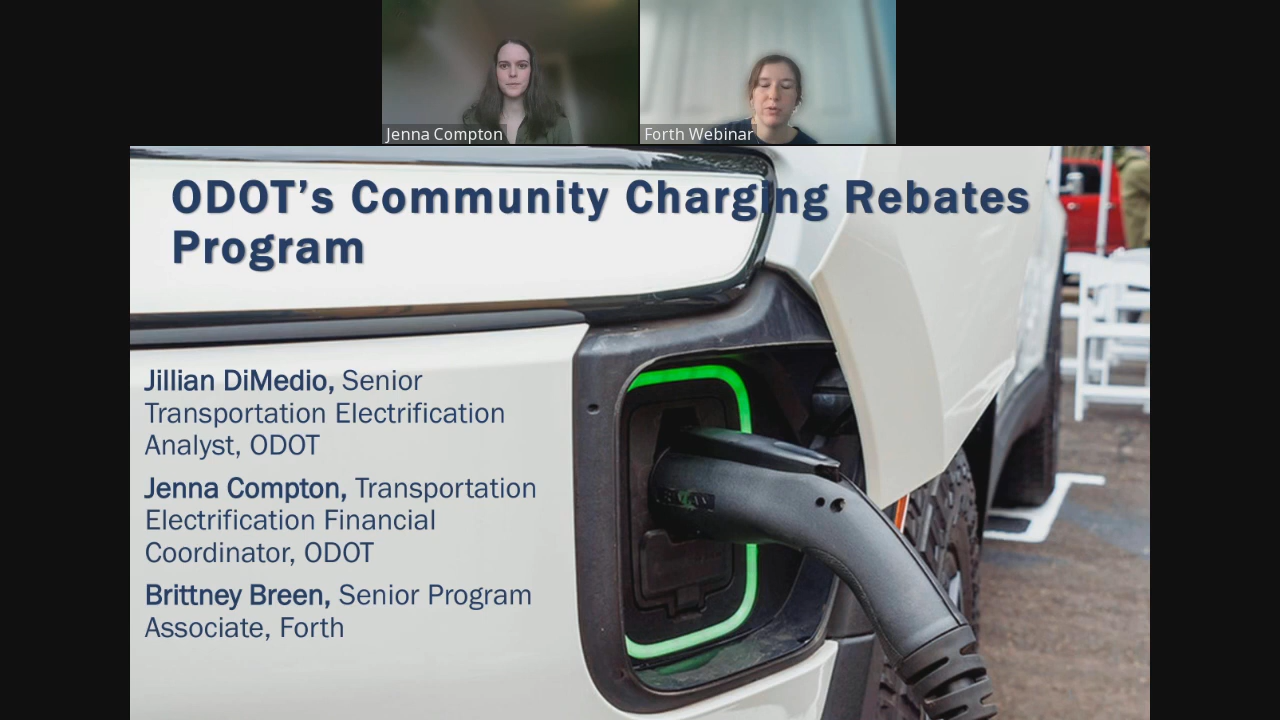 Jenna Compton
Forth Webinar
ODOT’s Community Charging Rebates
Program
Jillian DiMedio, Senior
Transportation Electrification
Analyst, ODOT
Jenna Compton, Transportation
Electrification Financial
Coordinator, ODOT
Brittney Breen, Senior Program
Associate, Forth